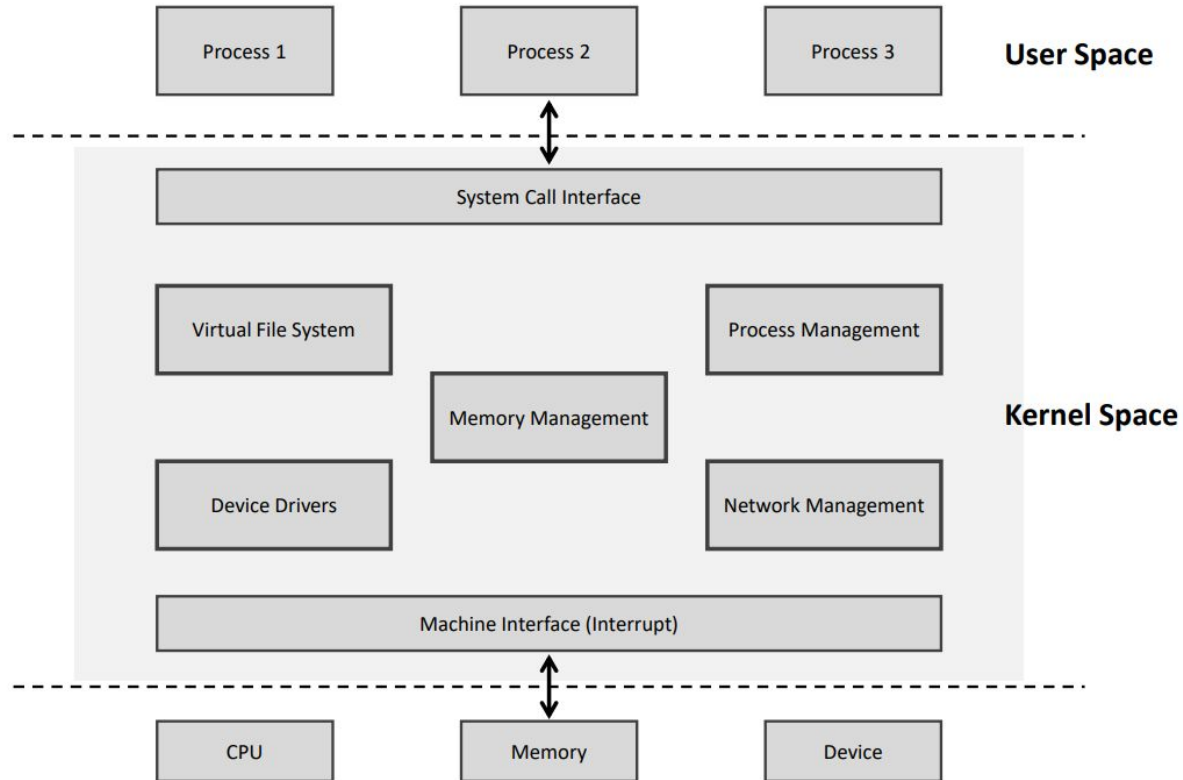 Process 1
Process 2
Process 3
User Space
System Call Interface
Virtual File System
Process Management
Memory Management
Kernel Space
Device Drivers
Network Management
Machine Interface (Interrupt)
CPU
Memory
Device